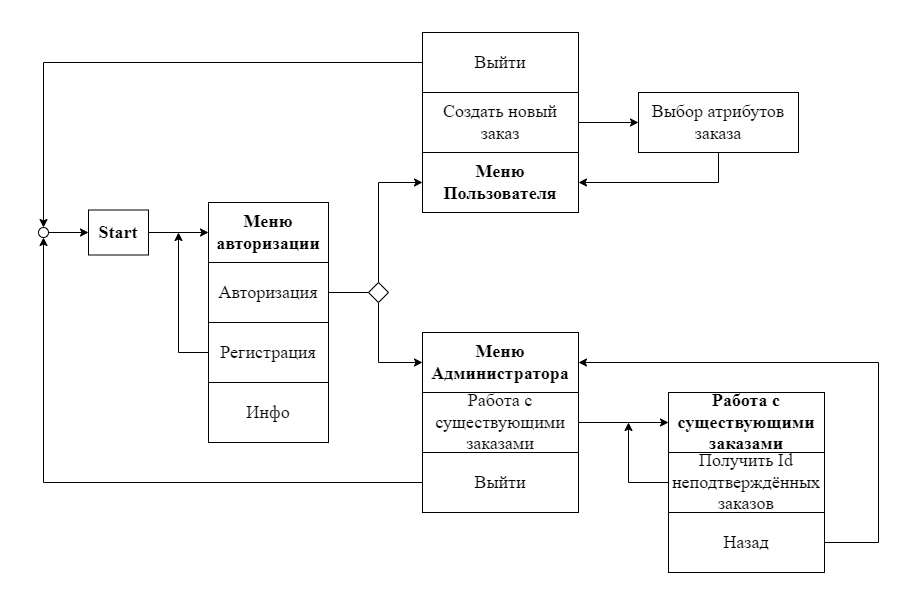 Выйти
Создать новый
заказ
Выбор атрибутов
заказа
Меню
Пользователя
Start
Меню
авторизации
Авторизация
Регистрация
Инфо
Меню
Администратора
Работа с
существующими
заказами
Выйти
Работа с
существующими
заказами
Получить Id
неподтверждённых
заказов
Назад